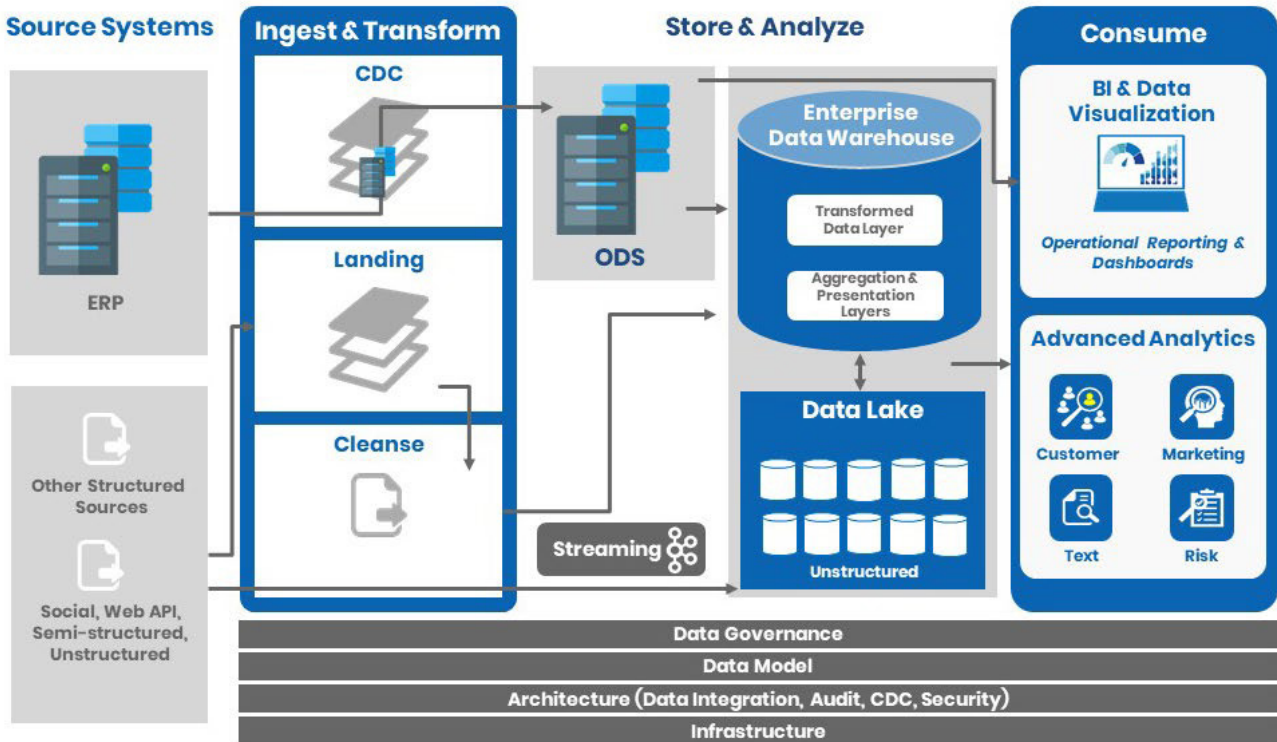 Source Systems
ERP
Other Structured
Sources
Social, Web API,
Semi-structured,
Unstructured
Ingest & Transform
CDC
Landing
Cleanse
Store & Analyze
ODS
Enterprise
Data Warehouse
Transformed
Data Layer
Aggregation &
Presentation
Layers
Streaming
Data Lake
Unstructured
Consume
BI & Data
Visualization
Operational Reporting &
Dashboards
Advanced Analytics
Customer
Marketing
Text
Risk
Data Governance
Data Model
Architecture (Data Integration, Audit, CDC, Security)
Infrastructure